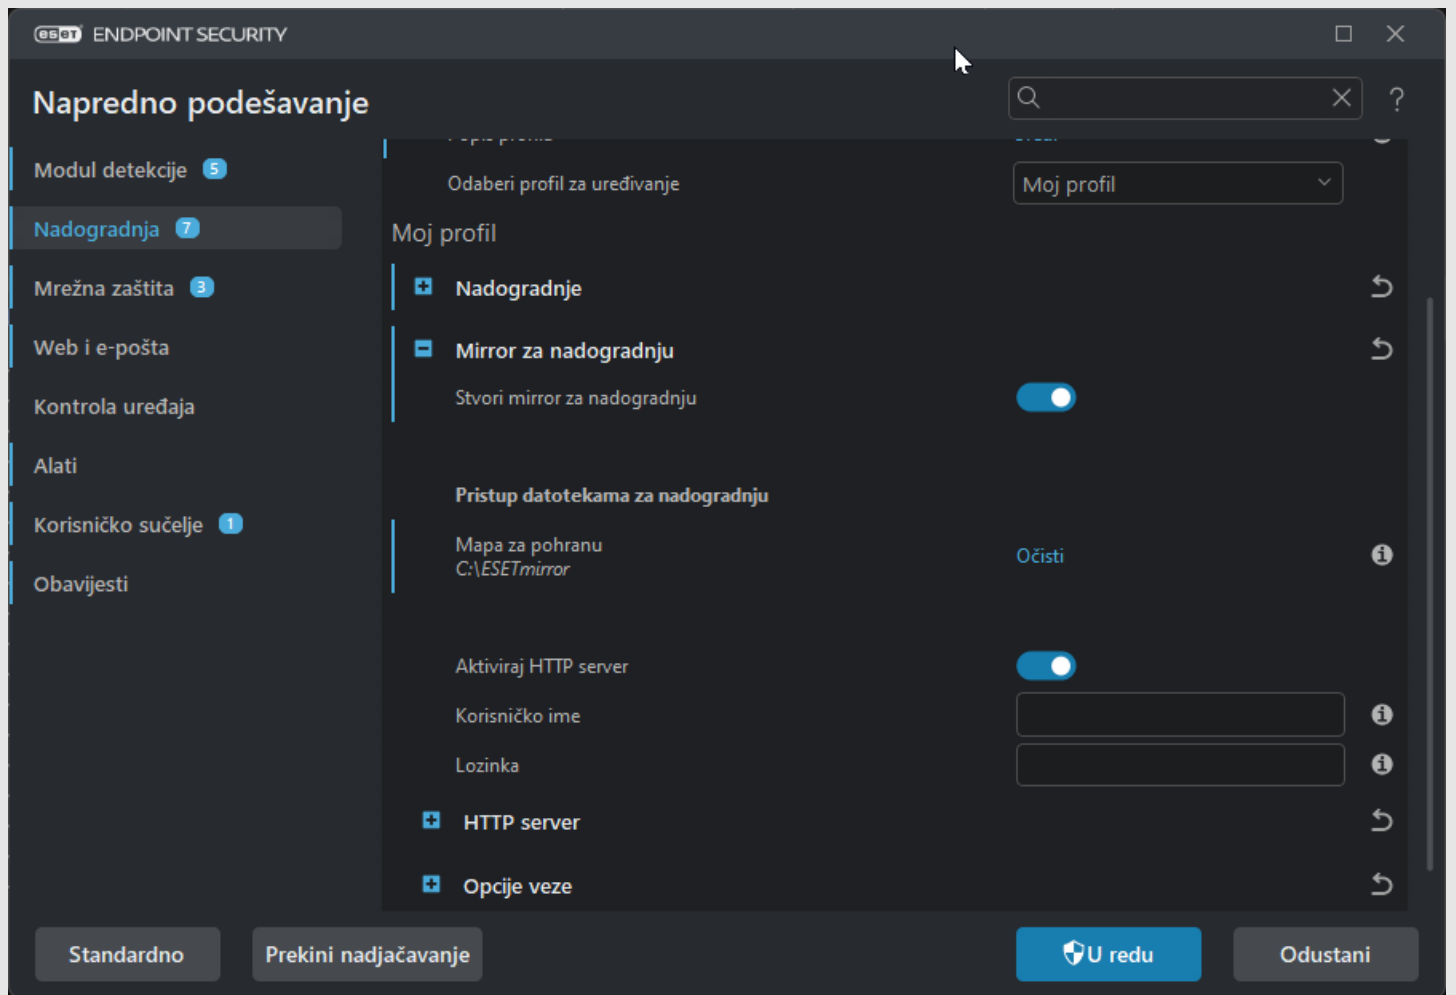 eset ENDPOINT SECURITY
Napredno podešavanje
?
Modul detekcije 5
Nadogradnja 7
Mrežna zaštita 3
Web i e-pošta
Kontrola uređaja
Alati
Korisničko sučelje 1
Obavijesti
Odaberi profil za uređivanje
Moj profil
Moj profil
Nadogradnje
Mirror za nadogradnju
Stvori mirror za nadogradnju
Pristup datotekama za nadogradnju
Mapa za pohranu
C:\ESETmirror
Očisti
Aktiviraj HTTP server
Korisničko ime
Lozinka
HTTP server
Opcije veze
Standardno
Prekini nadjačavanje
U redu
Odustani